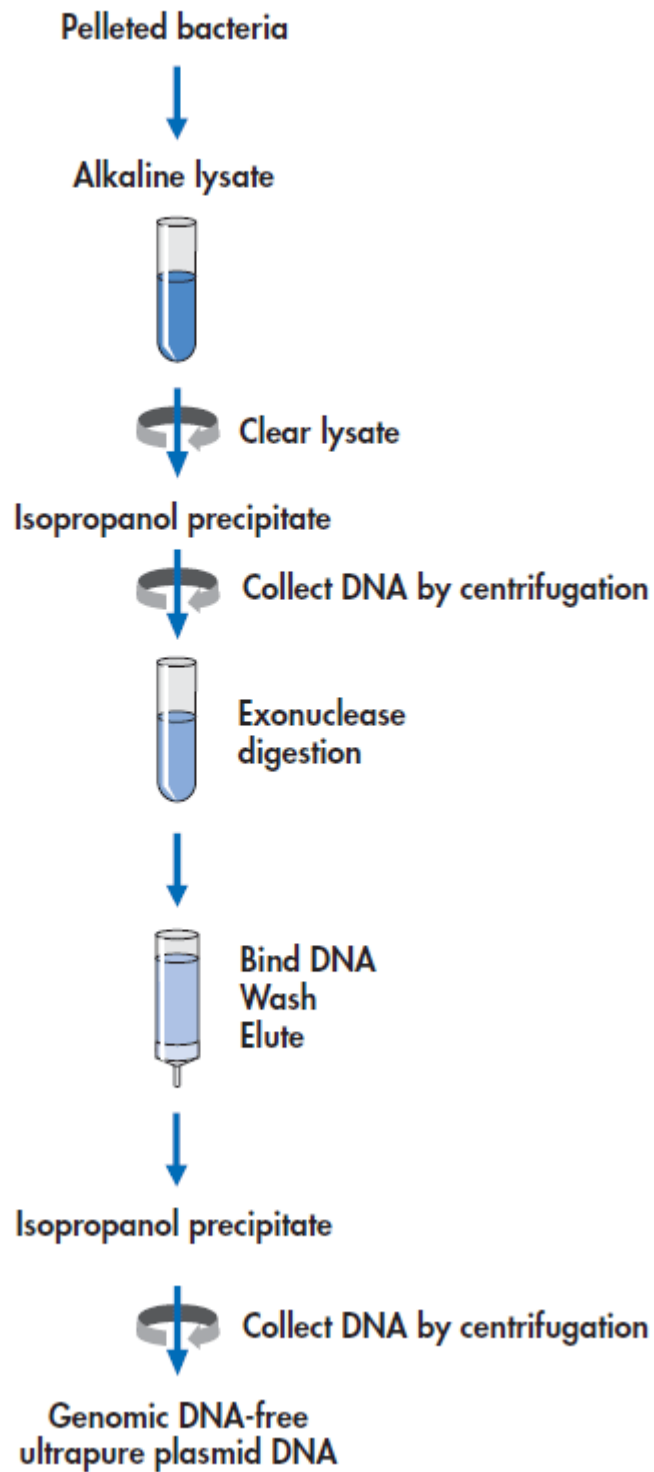 Pelleted bacteria
Alkaline lysate
Clear lysate
Isopropanol precipitate
Collect DNA by centrifugation
Exonuclease
digestion
Bind DNA
Wash
Elute
Isopropanol precipitate
Collect DNA by centrifugation
Genomic DNA-free
ultrapure plasmid DNA